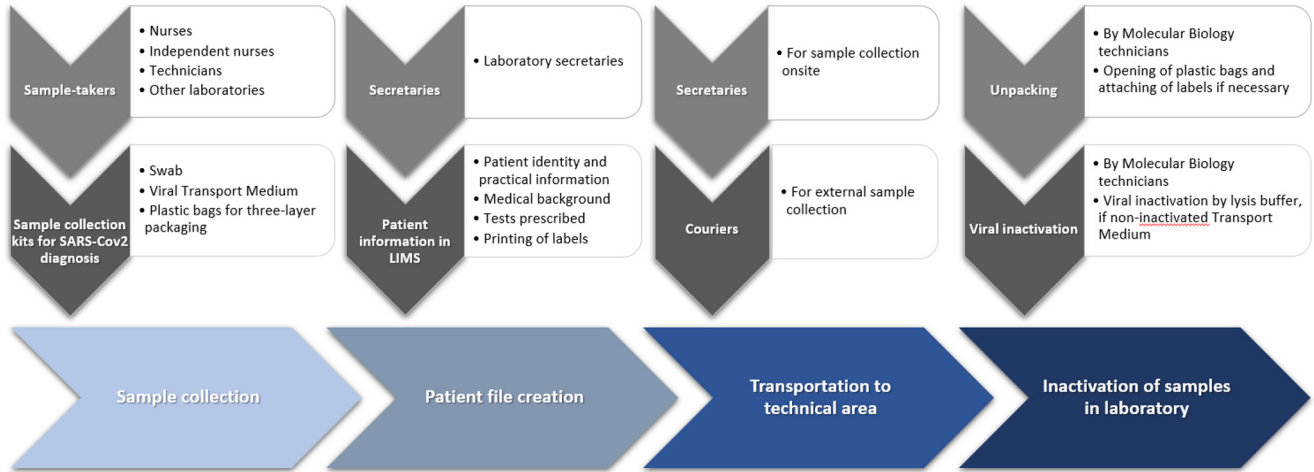 Sample-takers
• Nurses
• Independent nurses
• Technicians
• Other laboratories
Sample collection
kits for SARS-Cov2
diagnosis
• Swab
• Viral Transport Medium
• Plastic bags for three-layer
packaging
Sample collection
Secretaries
• Laboratory secretaries
Patient
information in
LIMS
• Patient identity and
practical information
• Medical background
• Tests prescribed
• Printing of labels
Patient file creation
Secretaries
• For sample collection
onsite
Couriers
• For external sample
collection
Transportation to
technical area
Unpacking
• By Molecular Biology
technicians
• Opening of plastic bags and
attaching of labels if necessary
Viral inactivation
• By Molecular Biology
technicians
• Viral inactivation by lysis buffer,
if non-inactivated Transport
Medium
Inactivation of samples
in laboratory